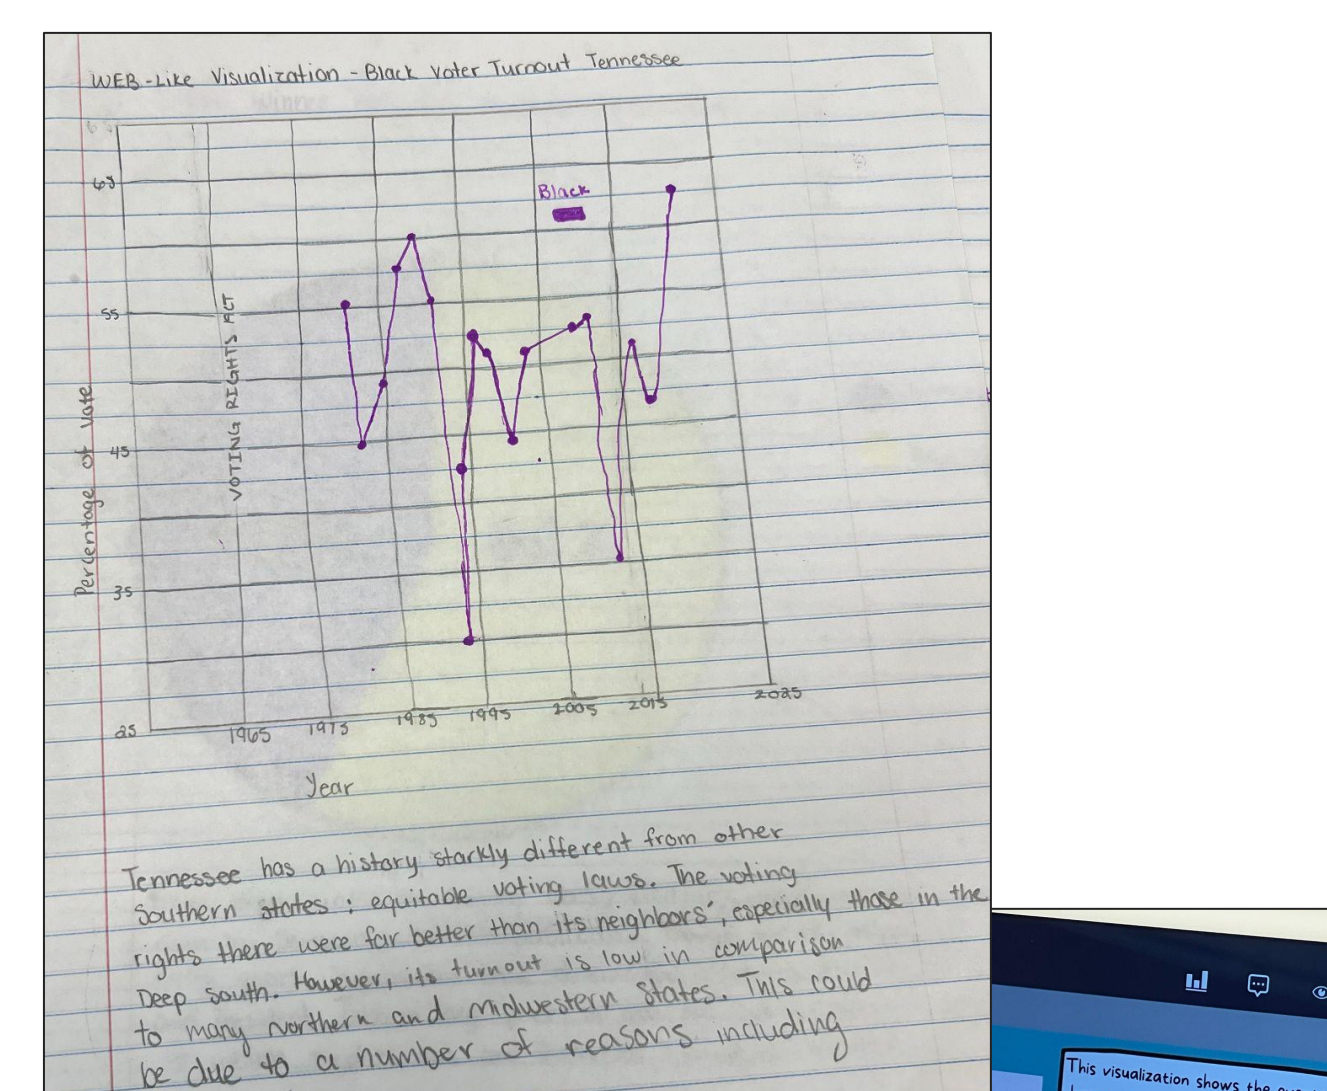 WEB-Like Visualization - Black Voter Turnout Tennessee
65
Black
55
VOTING RIGHTS ACT
Percentage of Vote
45
35
25
1965 1975 1985 1995 2005 2015 2025
Year
Tennessee has a history starkly different from other
Southern states: equitable voting laws. The voting
rights there were far better than its neighbors', especially those in the
Deep South. However, its turnout is low in comparison
to many Northern and Midwestern States. This could
be due to a number of reasons including
This visualization shows the